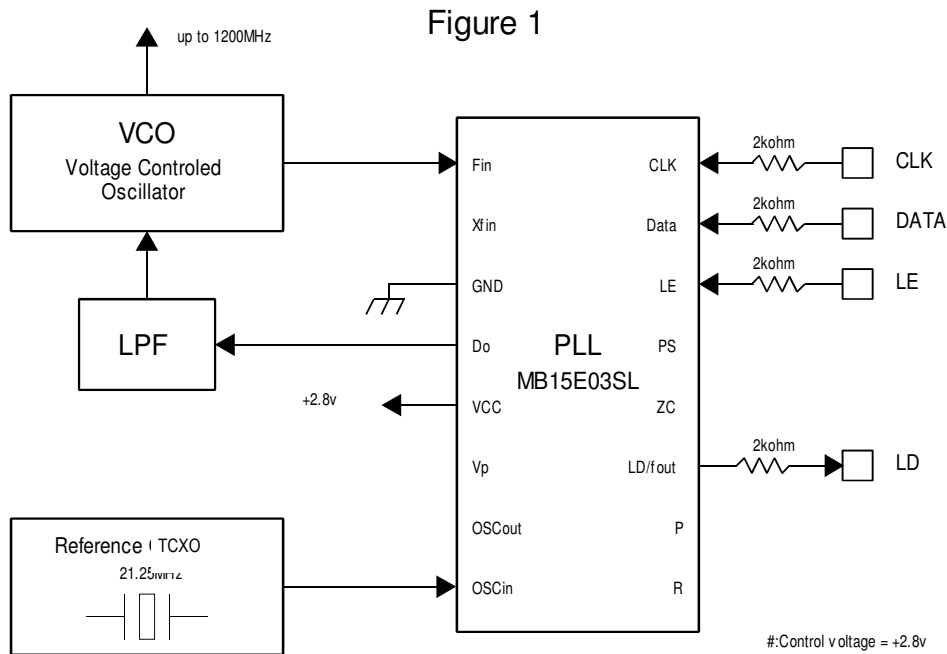 Figure 1
up to 1200MHz
VCO
Voltage Controled
Oscillator
LPF
+2.8v
Reference
TCXO
Fin
Xfin
GND
Do
VCC
Vp
OSCout
OSCin
PLL
MB15E03SL
CLK
Data
LE
PS
ZC
LD/fout
P
R
2kohm
CLK
2kohm
DATA
2kohm
LE
2kohm
LD
#:Control voltage = +2.8v